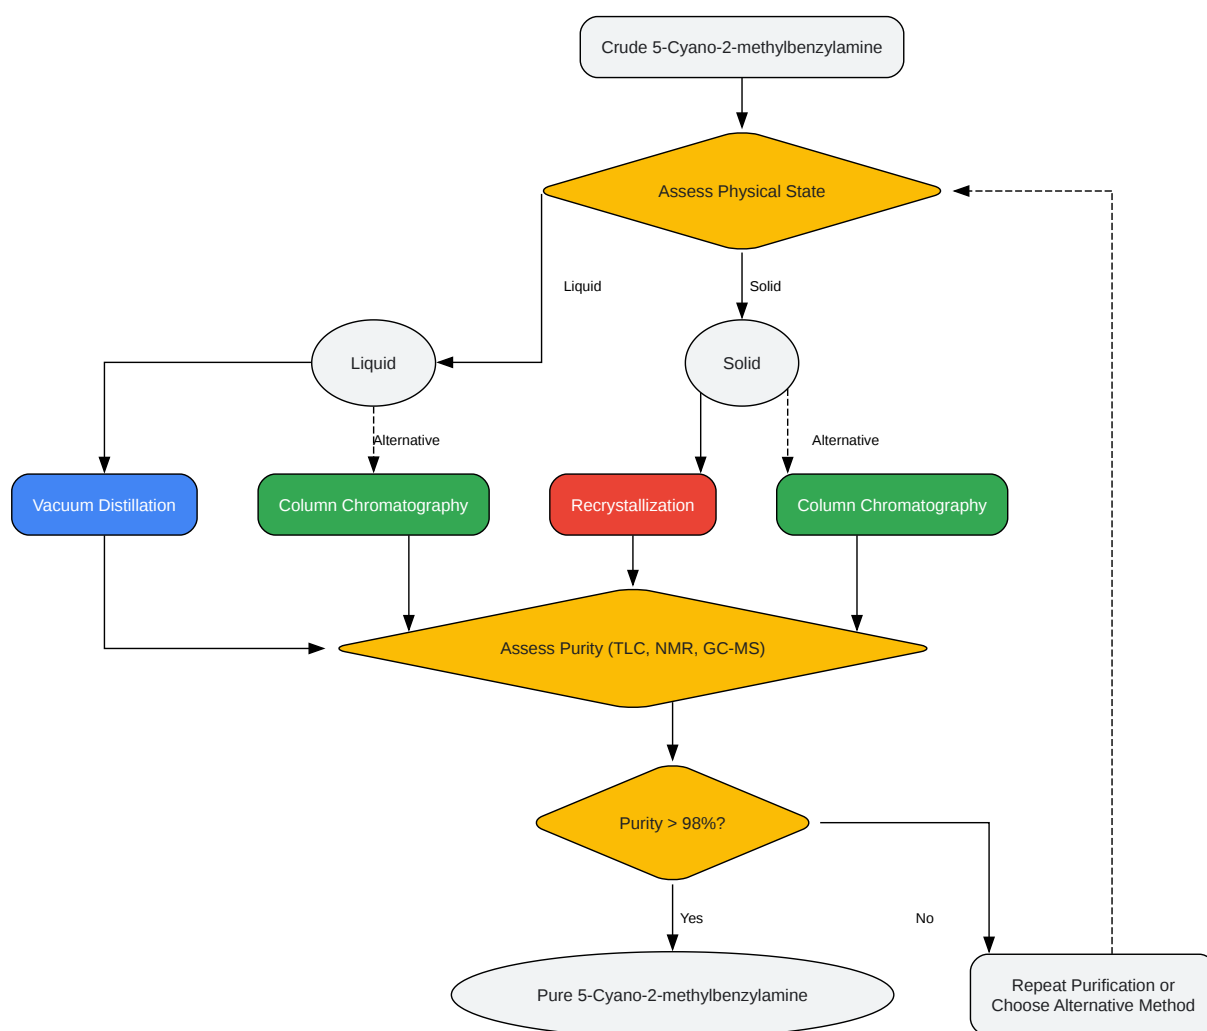 Crude 5-Cyano-2-methylbenzylamine
Assess Physical State
Liquid
Solid
Liquid
Solid
Alternative
Alternative
Vacuum Distillation
Column Chromatography
Recrystallization
Column Chromatography
Assess Purity (TLC, NMR, GC-MS)
Purity > 98%?
Yes
No
Pure 5-Cyano-2-methylbenzylamine
Repeat Purification or
Choose Alternative Method